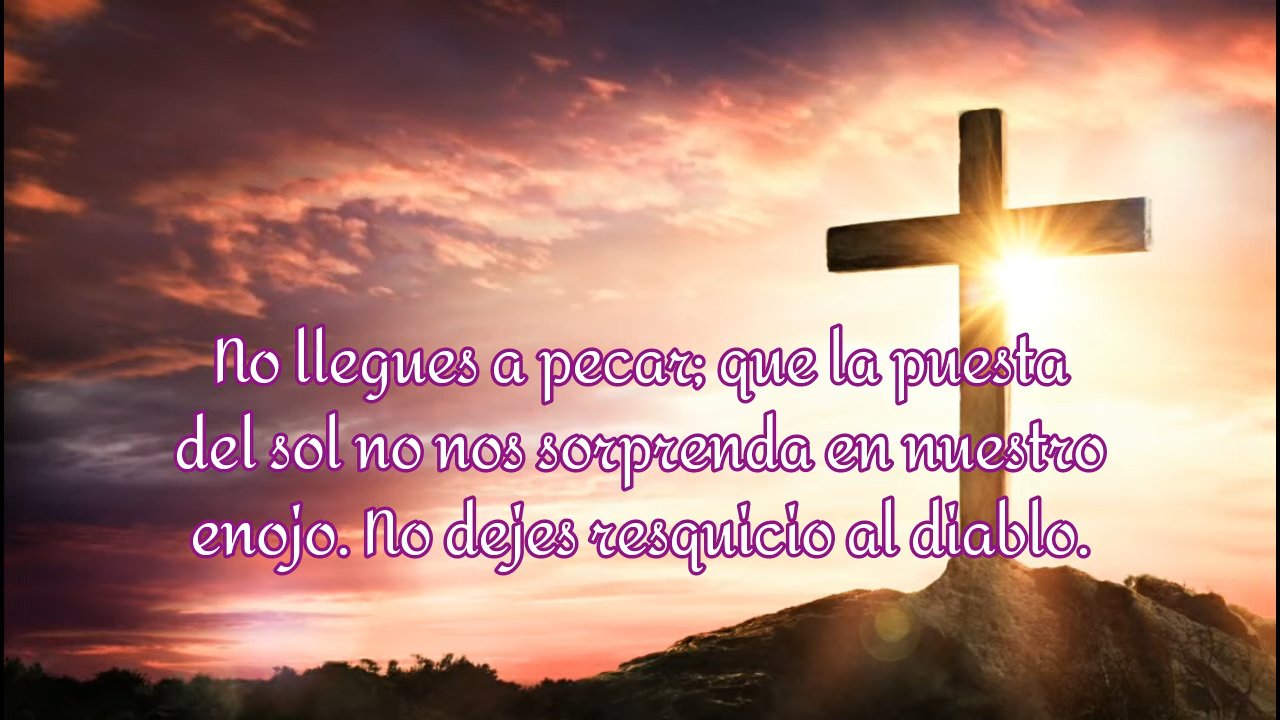 No llegues a pecar; que la puesta
del sol no nos sorprenda en nuestro
enojo. No dejes resquicio al diablo.